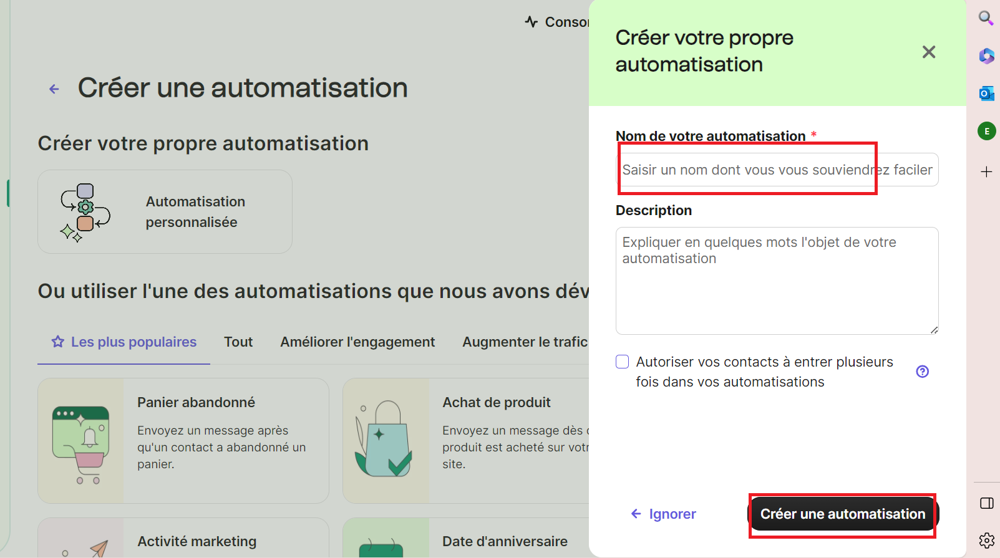 Consor
Créer une automatisation
Créer votre propre automatisation
Automatisation
personnalisée
Ou utiliser l'une des automatisations que nous avons dév
Les plus populaires
Tout
Améliorer l'engagement
Augmenter le trafic
Panier abandonné
Envoyez un message après
qu'un contact a abandonné un
panier.
Achat de produit
Envoyez un message dès
produit est acheté sur votr
site.
Activité marketing
Date d'anniversaire
Créer votre propre
automatisation
Nom de votre automatisation *
Saisir un nom dont vous vous souviendrez faciler
Description
Expliquer en quelques mots l'objet de votre
automatisation
Autoriser vos contacts à entrer plusieurs
fois dans vos automatisations
Ignorer
Créer une automatisation
E